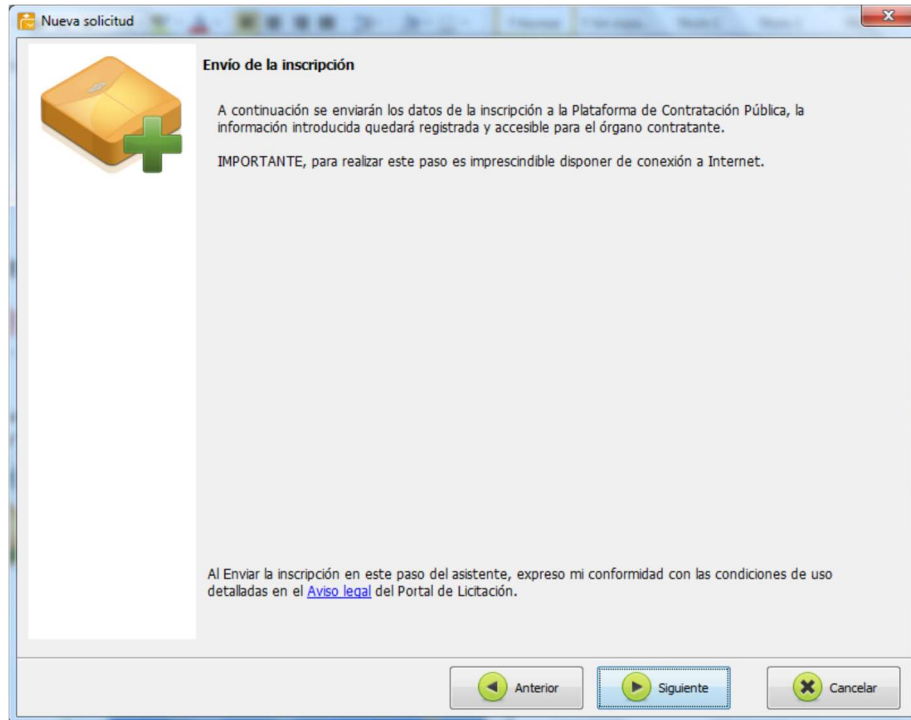 Nueva solicitud
Envío de la inscripción
A continuación se enviarán los datos de la inscripción a la Plataforma de Contratación Pública, la
información introducida quedará registrada y accesible para el órgano contratante.
IMPORTANTE, para realizar este paso es imprescindible disponer de conexión a Internet.
Al Enviar la inscripción en este paso del asistente, expreso mi conformidad con las condiciones de uso
detalladas en el Aviso legal del Portal de Licitación.
Anterior
Siguiente
Cancelar